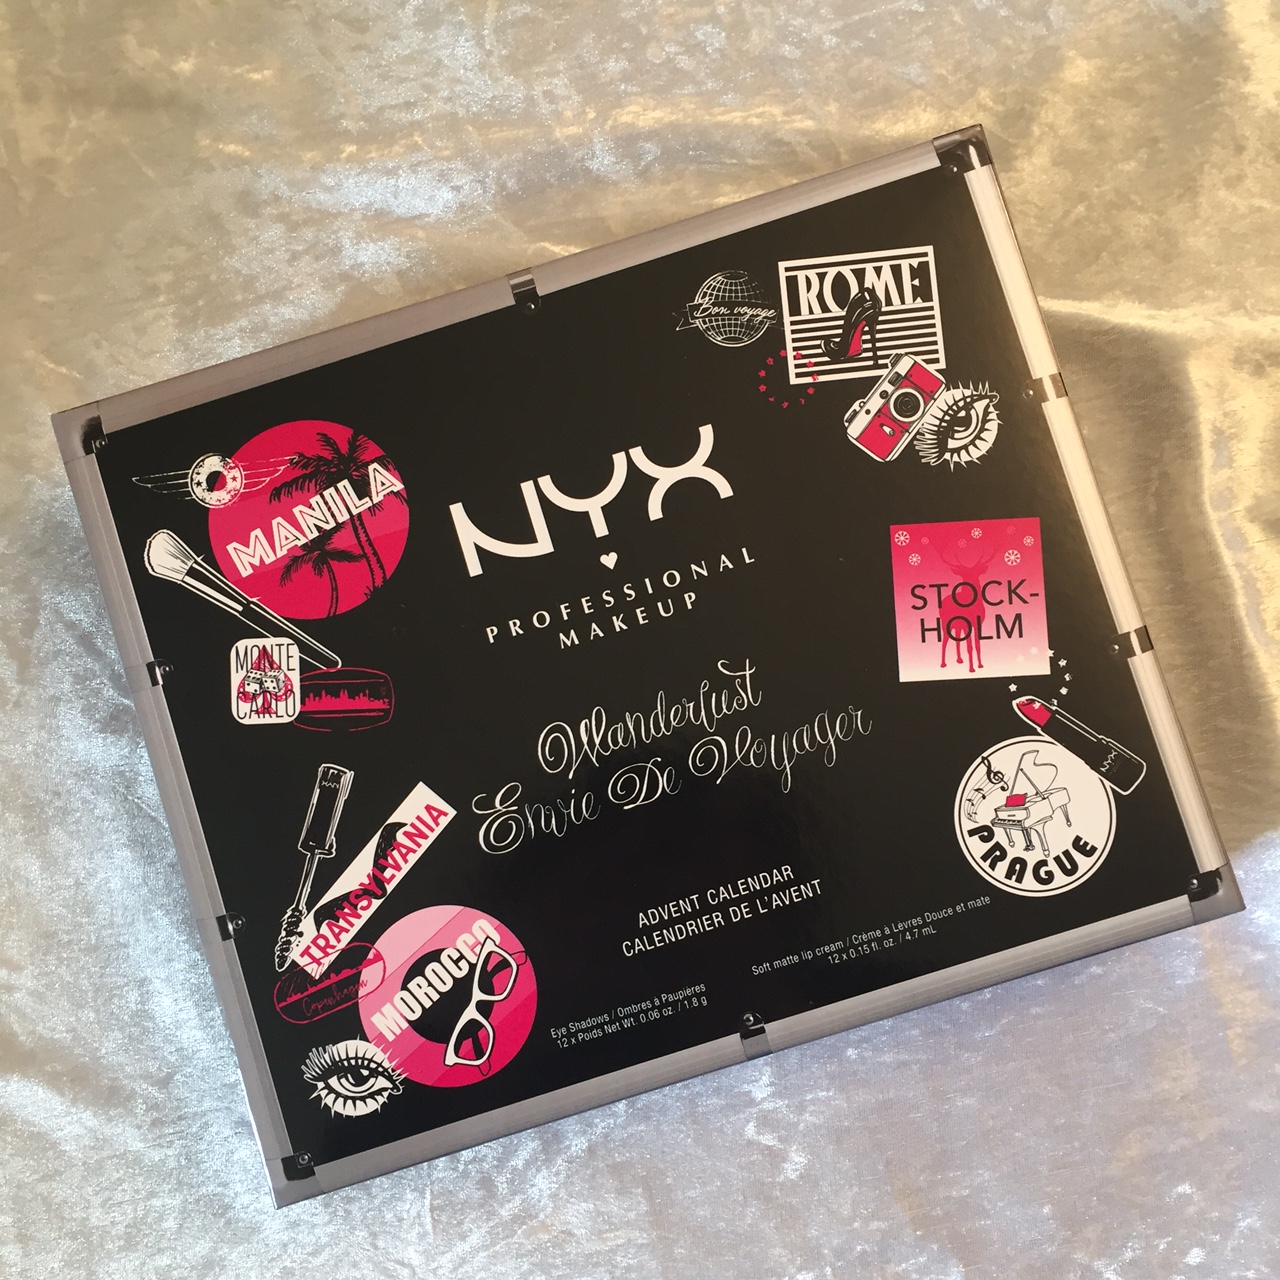 Bon voyage
ROME
MANILA
NYX
PROFESSIONAL
MAKEUP
STOCK-
HOLM
MONTE
CARLO
Wanderlust
Envie De Voyager
NYX
PRAGUE
TRANSYLVANIA
ADVENT CALENDAR
CALENDRIER DE L'AVENT
MOROCCO
Copenhagen
Eye Shadows / Ombres à Paupières
12 x Poids Net Wt. 0.06 oz. / 1.8 g
Soft matte lip cream / Crème à Lèvres Douce et mate
12 x 0.15 fl. oz. / 4.7 mL